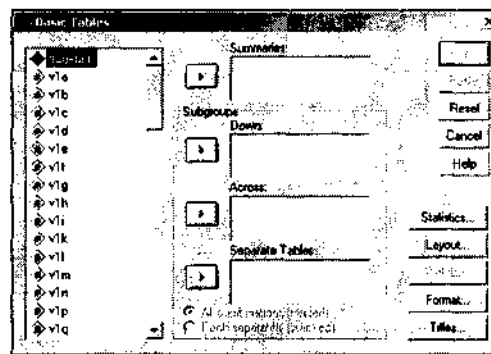 Basic Tables
v1a
v1b
v1c
v1d
v1e
v1f
v1g
v1h
v1i
v1k
v1l
v1m
v1n
v1p
v1q
Summaries:
Subgroups
Down:
Across:
Separate Tables:
Reset
Cancel
Help
Statistics...
Layout...
Format...
Titles...